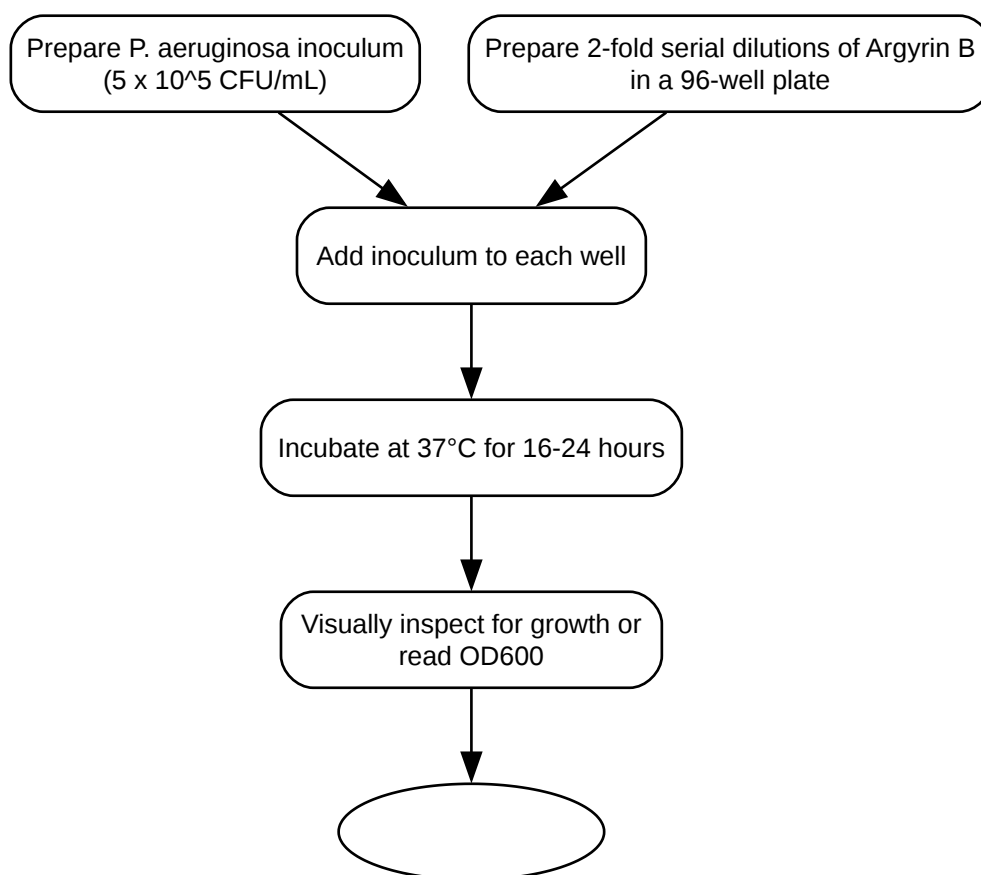 Prepare P. aeruginosa inoculum
(5 x 10^5 CFU/mL)
Prepare 2-fold serial dilutions of Argyrin B
in a 96-well plate
Add inoculum to each well
Incubate at 37°C for 16-24 hours
Visually inspect for growth or
read OD600